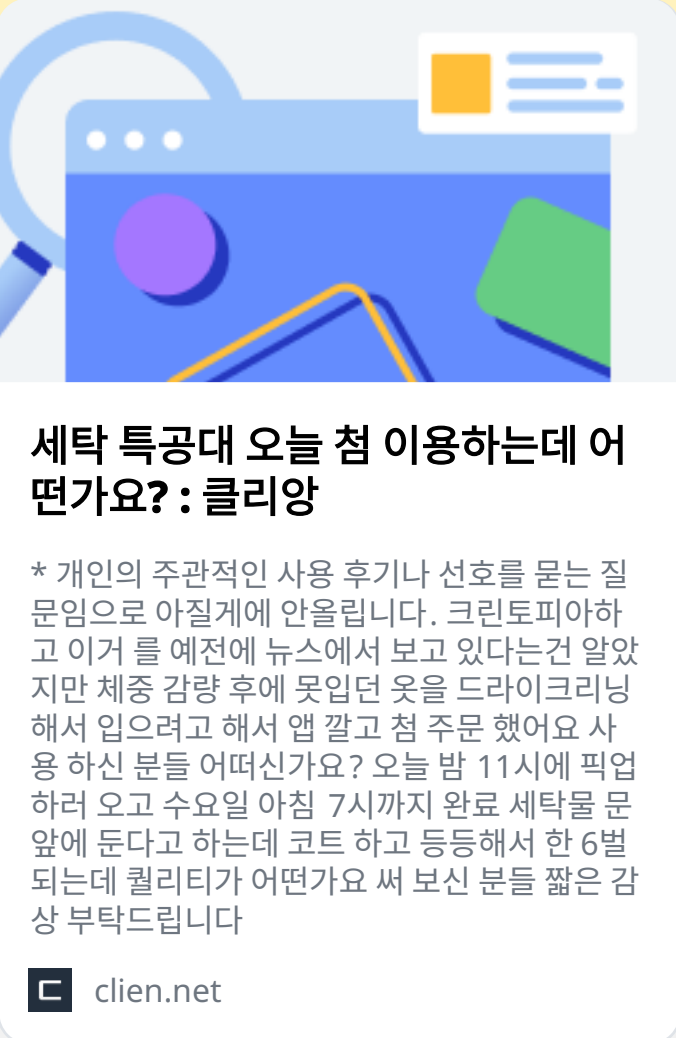 세탁 특공대 오늘 첨 이용하는데 어
떤가요? : 클리앙
* 개인의 주관적인 사용 후기나 선호를 묻는 질
문임으로 아질게에 안올립니다. 크린토피아하
고 이거 를 예전에 뉴스에서 보고 있다는건 알았
지만 체중 감량 후에 못입던 옷을 드라이크리닝
해서 입으려고 해서 앱 깔고 첨 주문 했어요 사
용 하신 분들 어떠신가요? 오늘 밤 11시에 픽업
하러 오고 수요일 아침 7시까지 완료 세탁물 문
앞에 둔다고 하는데 코트 하고 등등해서 한 6벌
되는데 퀄리티가 어떤가요 써 보신 분들 짧은 감
상 부탁드립니다
clien.net